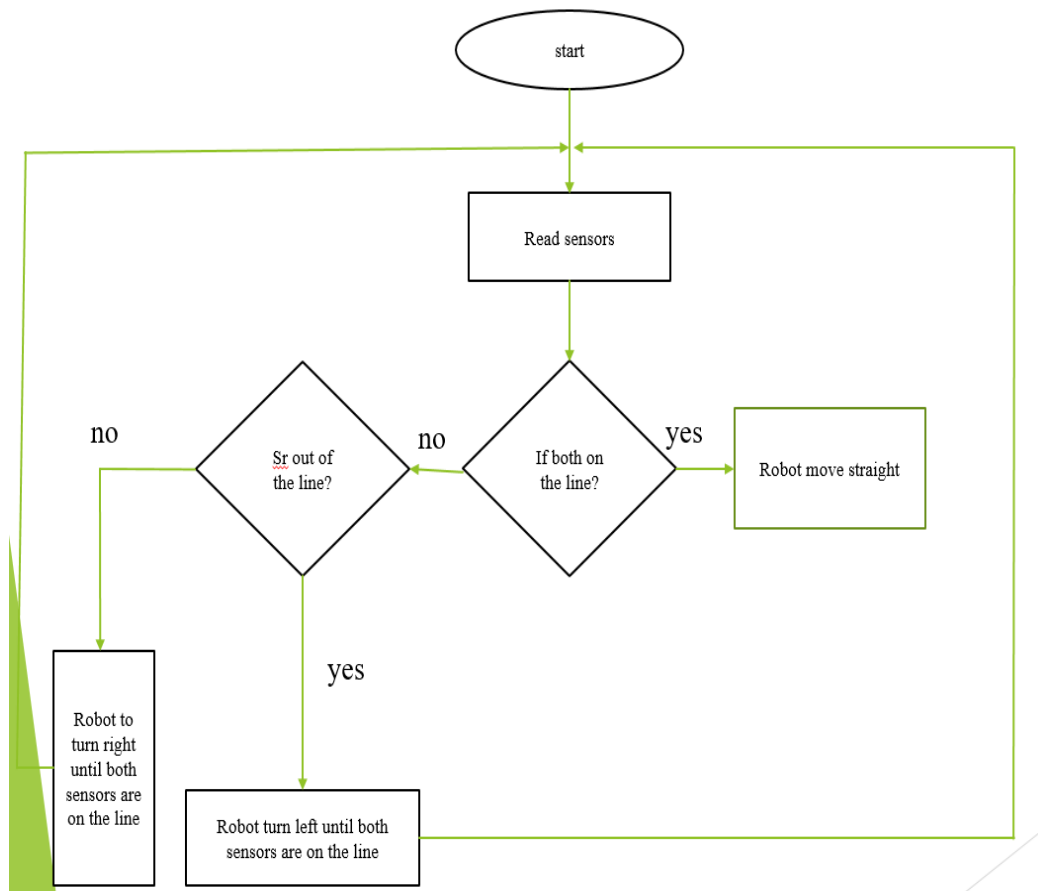 start
Read sensors
no
Sr out of
the line?
no
If both on
the line?
yes
Robot move straight
yes
Robot to
turn right
until both
sensors are
on the line
Robot turn left until both
sensors are on the line